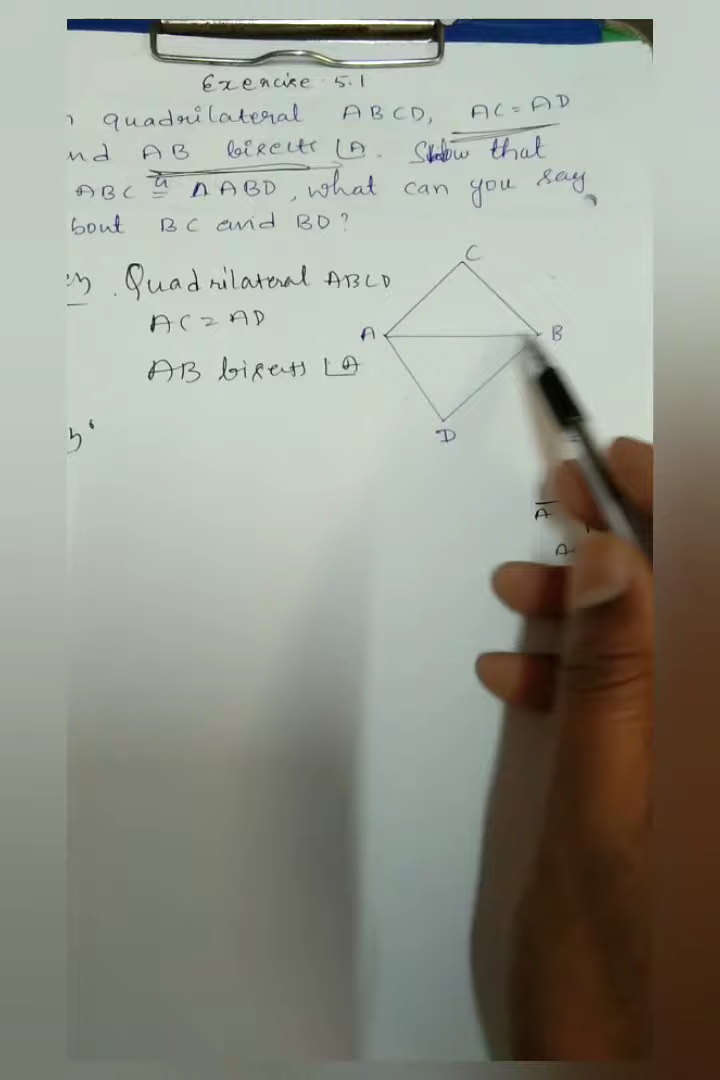 Exercise 5.1
quadrilateral ABCD, AC = AD
nd AB bisects ∠A. Show that
ABC ≅ Δ ABD, what can you say
bout BC and BD?
Quadrilateral ABCD
AC = AD
AB bisects ∠A
C
A
B
D
A
A